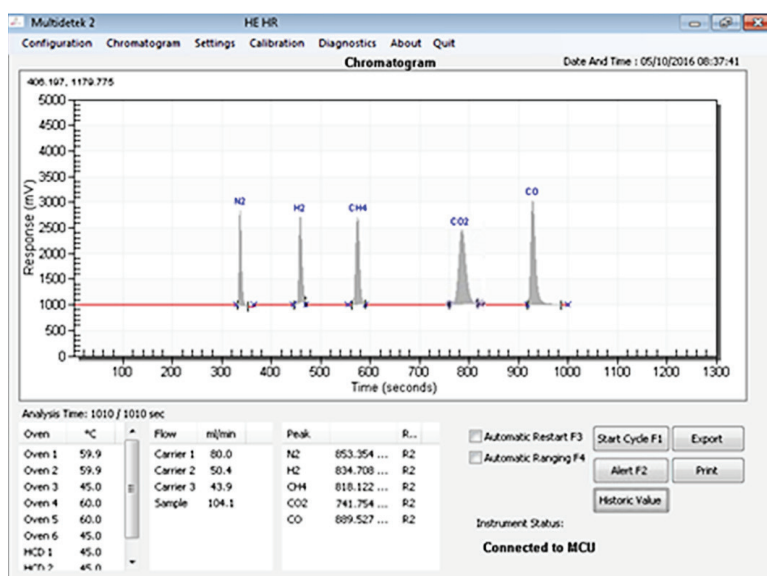 Multidetek 2 HE HR
Configuration Chromatogram Settings Calibration Diagnostics About Quit
Chromatogram Date And Time : 05/10/2016 08:37:41
406.197, 1179.775
5000
4500
4000
3500
3000
2500
2000
1500
1000
500
0
Response (mV)
N2 H2 CH4 CO2 CO
100 200 300 400 500 600 700 800 900 1000 1100 1200 1300
Time (seconds)
Analysis Time: 1010 / 1010 sec
Oven °C
Oven 1 59.9
Oven 2 59.9
Oven 3 45.0
Oven 4 60.0
Oven 5 60.0
Oven 6 45.0
HCD 1 45.0
HCD 2 45.0
Flow ml/min
Carrier 1 80.0
Carrier 2 50.4
Carrier 3 43.9
Sample 104.1
Peak R...
N2 853.354 ... R2
H2 834.708 ... R2
CH4 818.122 ... R2
CO2 741.754 ... R2
CO 889.527 ... R2
Automatic Restart F3
Automatic Ranging F4
Start Cycle F1 Export
Alert F2 Print
Historic Value
Instrument Status:
Connected to MCU